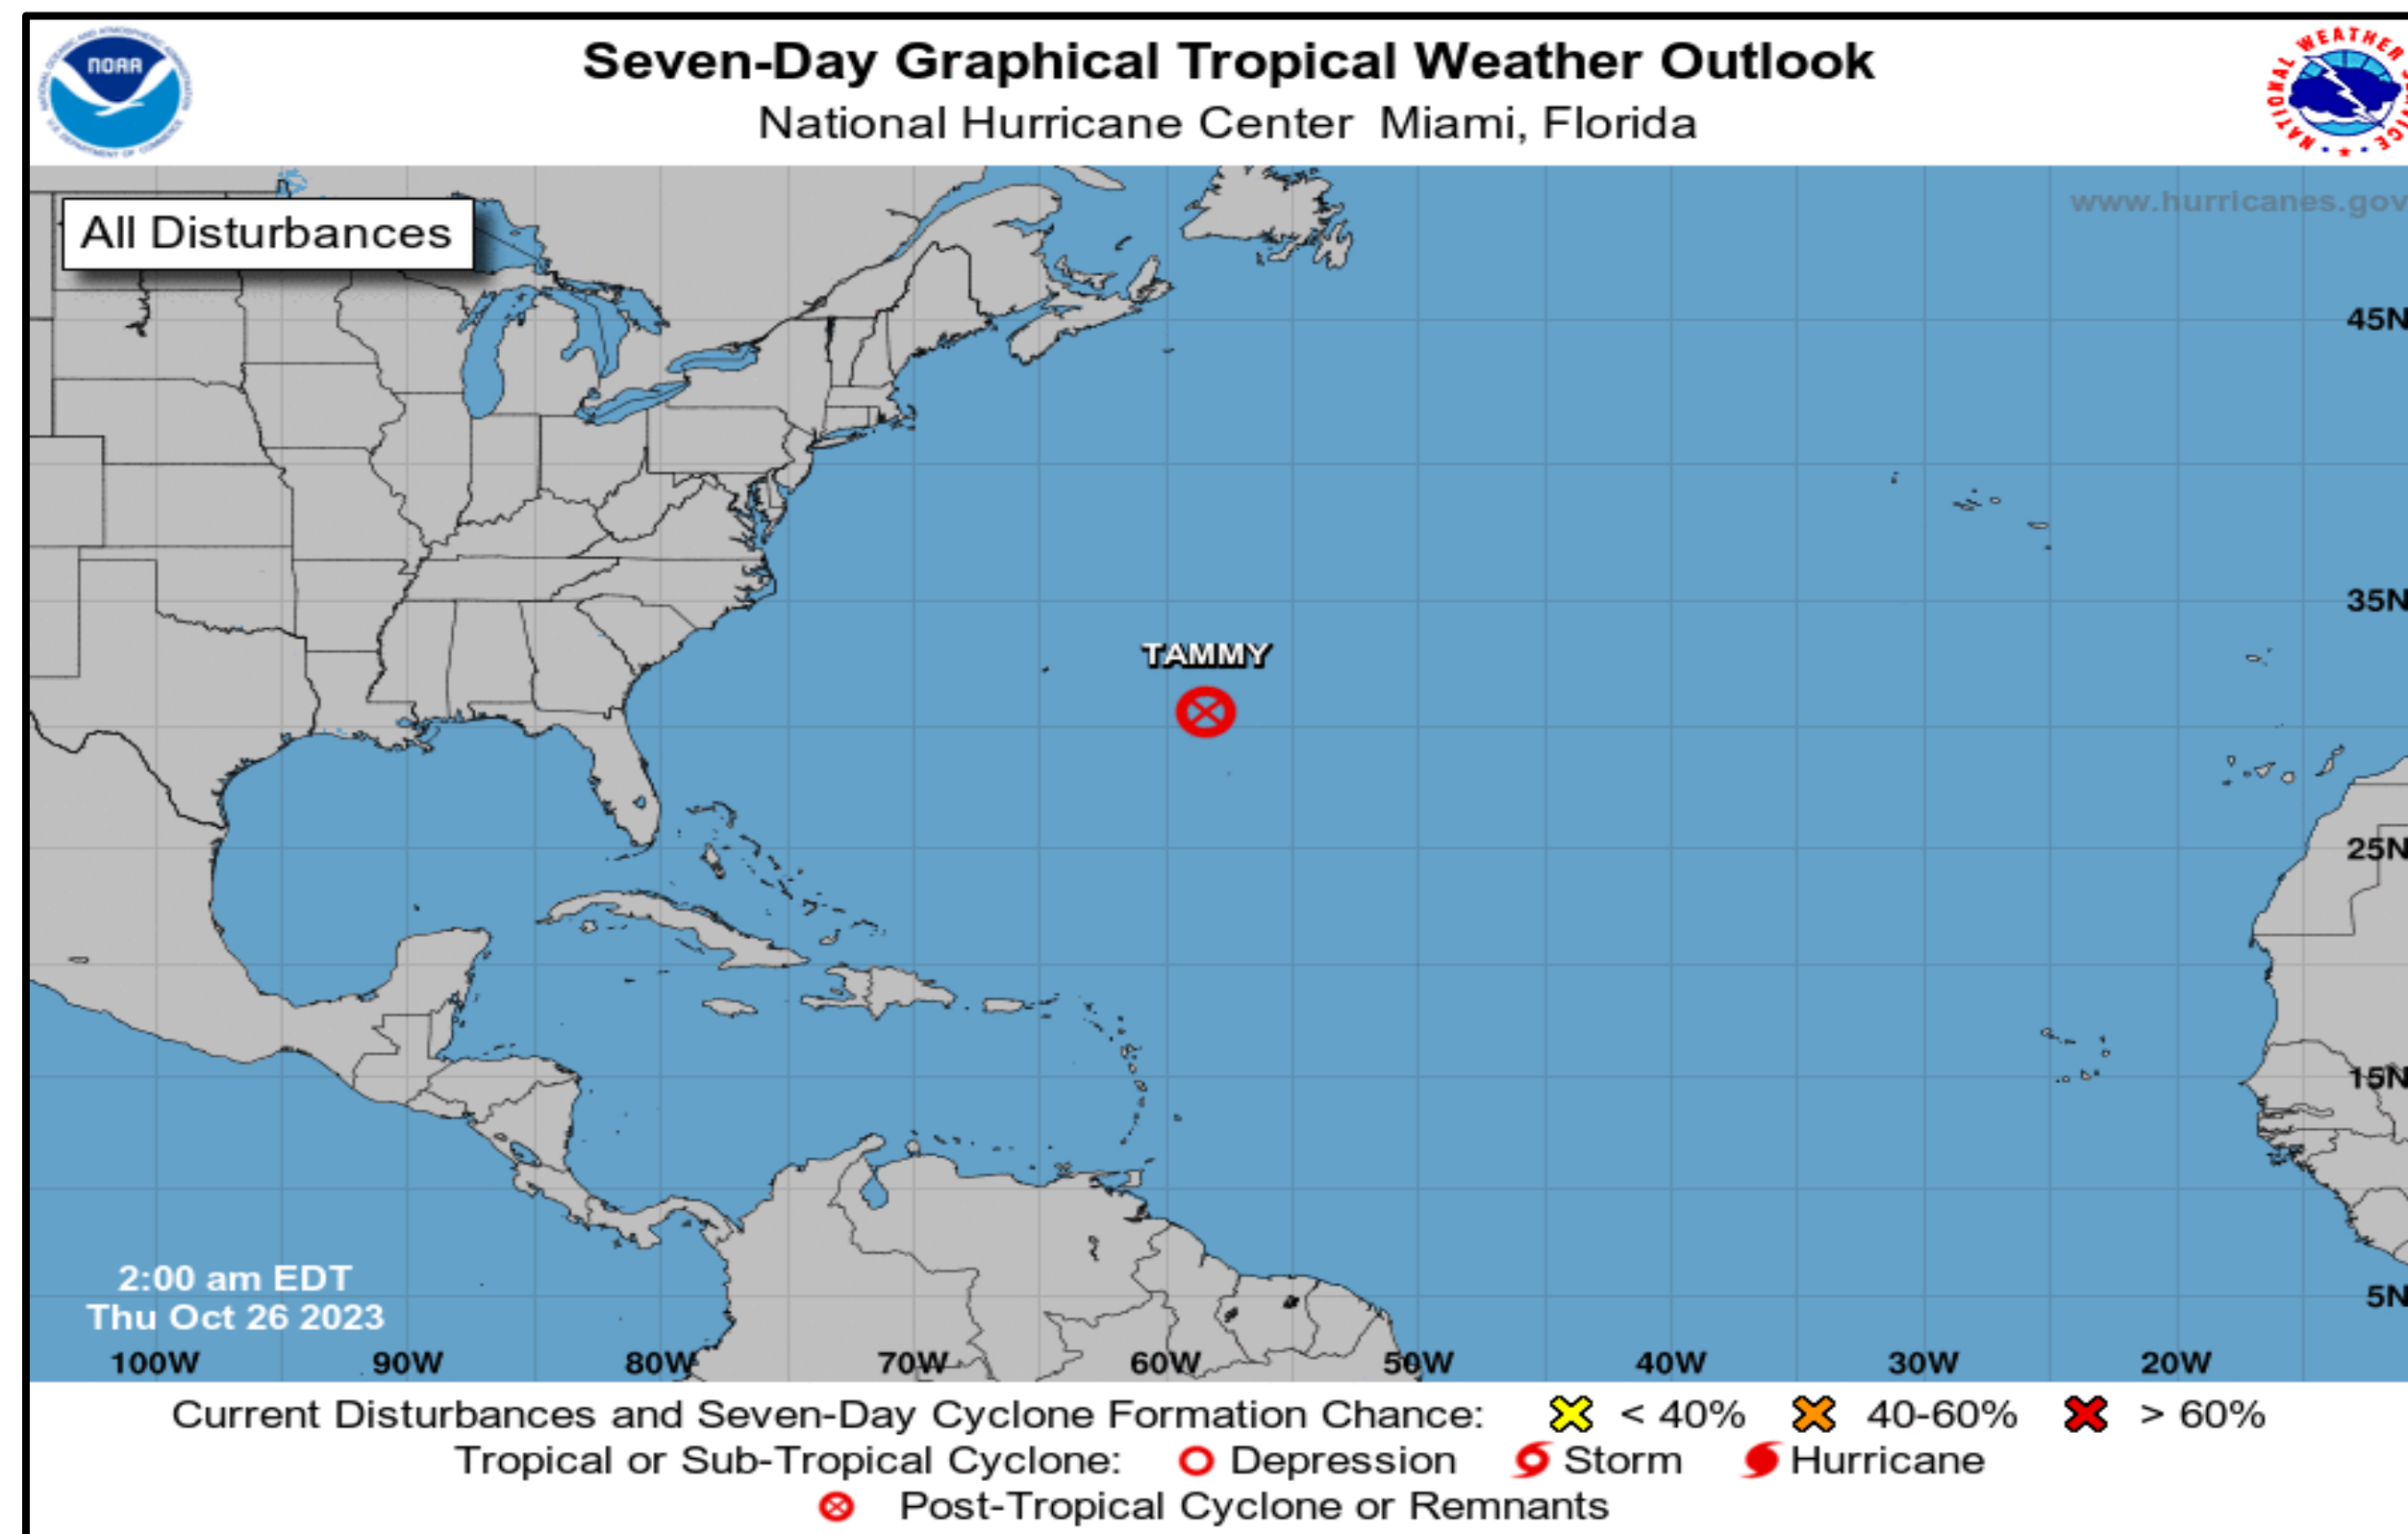 NOAA
Seven-Day Graphical Tropical Weather Outlook
National Hurricane Center Miami, Florida
NATIONAL WEATHER
www.hurricanes.gov
All Disturbances
45N
35N
TAMMY
25N
15N
5N
2:00 am EDT
Thu Oct 26 2023
100W 90W 80W 70W 60W 50W 40W 30W 20W
Current Disturbances and Seven-Day Cyclone Formation Chance: < 40% 40-60% > 60%
Tropical or Sub-Tropical Cyclone: Depression Storm Hurricane
Post-Tropical Cyclone or Remnants